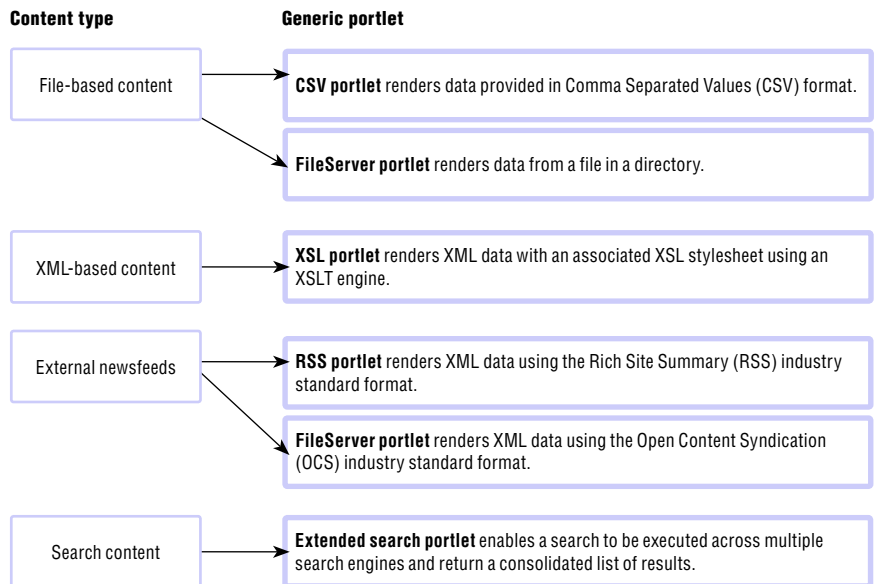 Content type
Generic portlet
File-based content
CSV portlet renders data provided in Comma Separated Values (CSV) format.
FileServer portlet renders data from a file in a directory.
XML-based content
XSL portlet renders XML data with an associated XSL stylesheet using an
XSLT engine.
External newsfeeds
RSS portlet renders XML data using the Rich Site Summary (RSS) industry
standard format.
FileServer portlet renders XML data using the Open Content Syndication
(OCS) industry standard format.
Search content
Extended search portlet enables a search to be executed across multiple
search engines and return a consolidated list of results.